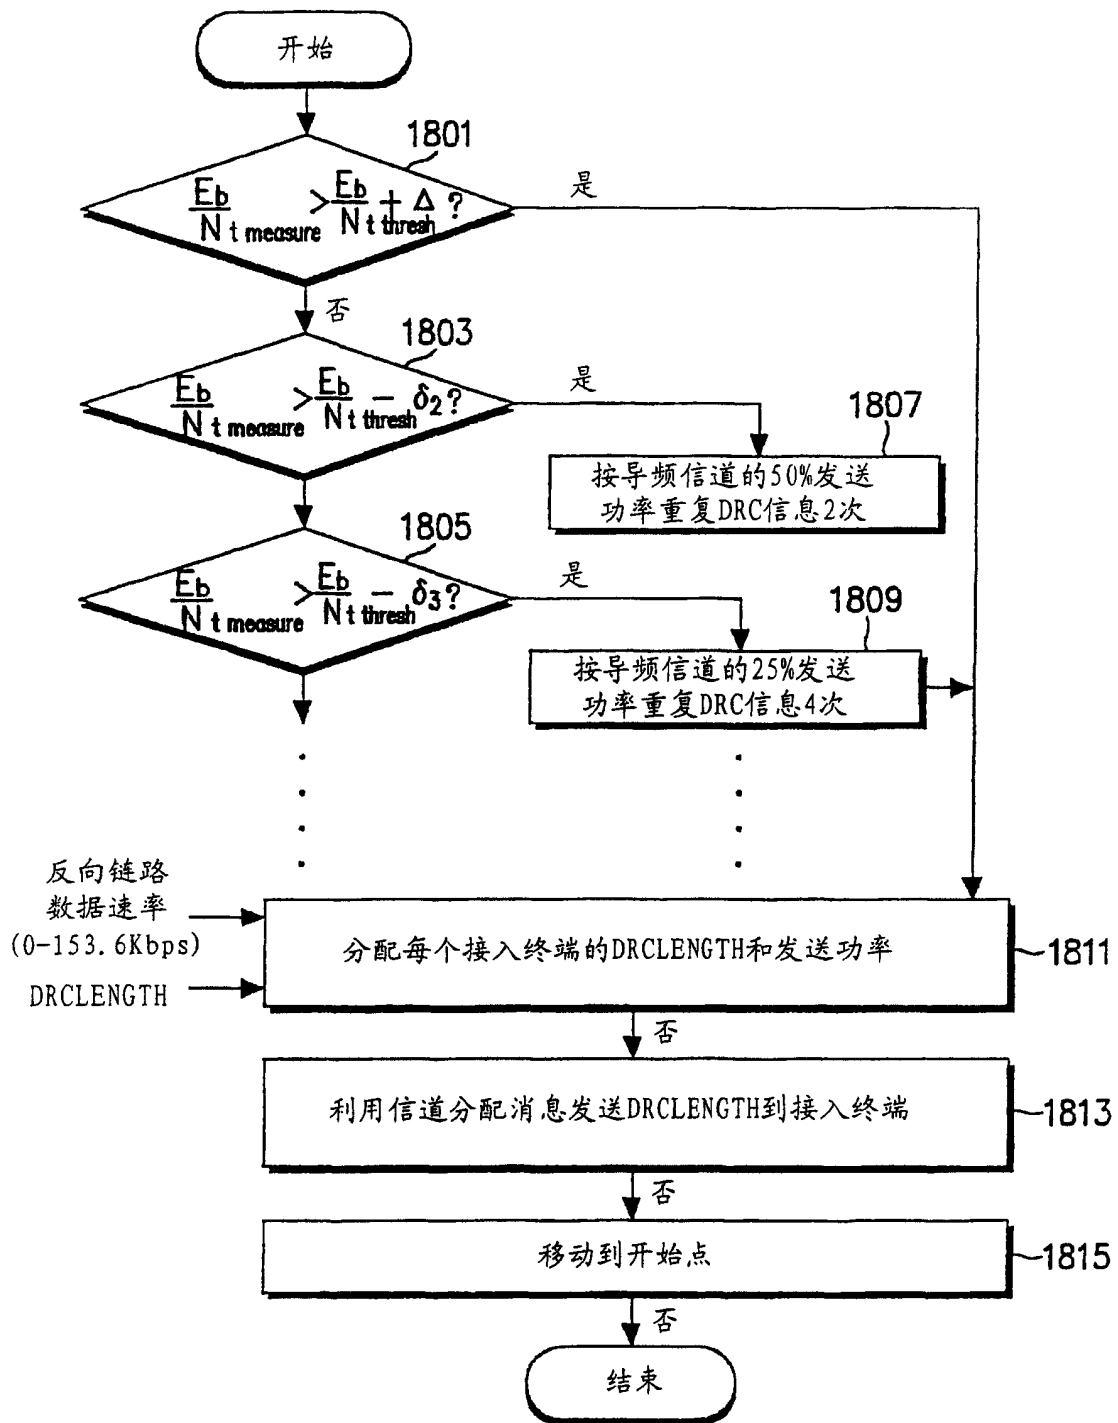 开始
1801
Eb/Nt measure > Eb/Nt thresh + Δ ?
是
否
1803
Eb/Nt measure > Eb/Nt thresh - δ2?
是
1807
按导频信道的50%发送
功率重复DRC信息2次
1805
Eb/Nt measure > Eb/Nt thresh - δ3?
是
1809
按导频信道的25%发送
功率重复DRC信息4次
反向链路
数据速率
(0-153.6Kbps)
DRCLENGTH
分配每个接入终端的DRCLENGTH和发送功率
1811
否
利用信道分配消息发送DRCLENGTH到接入终端
1813
否
移动到开始点
1815
否
结束